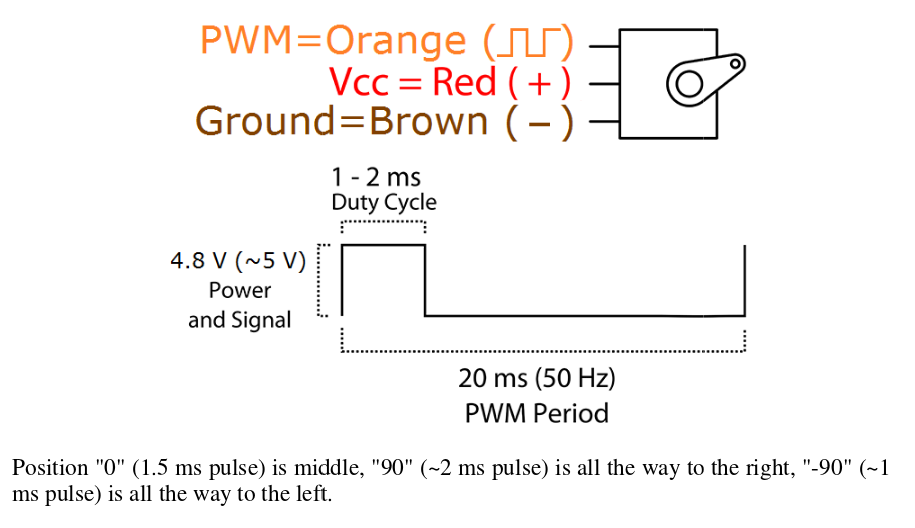 PWM=Orange (⎍⎍)
Vcc = Red ( + )
Ground=Brown ( − )
1 - 2 ms
Duty Cycle
4.8 V (~5 V)
Power
and Signal
20 ms (50 Hz)
PWM Period
Position "0" (1.5 ms pulse) is middle, "90" (~2 ms pulse) is all the way to the right, "-90" (~1
ms pulse) is all the way to the left.